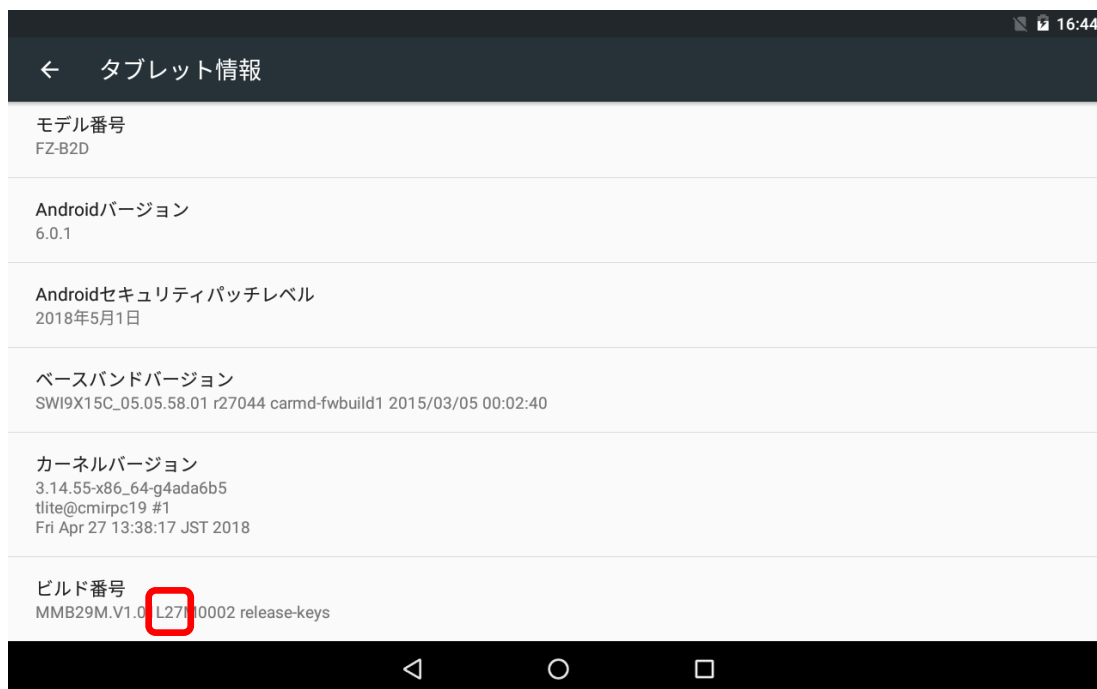 16:44
タブレット情報
モデル番号
FZ-B2D
Androidバージョン
6.0.1
Androidセキュリティパッチレベル
2018年5月1日
ベースバンドバージョン
SWI9X15C_05.05.58.01 r27044 carmd-fwbuild1 2015/03/05 00:02:40
カーネルバージョン
3.14.55-x86_64-g4ada6b5
tlite@cmirpc19 #1
Fri Apr 27 13:38:17 JST 2018
ビルド番号
MMB29M.V1.0 L27M0002 release-keys